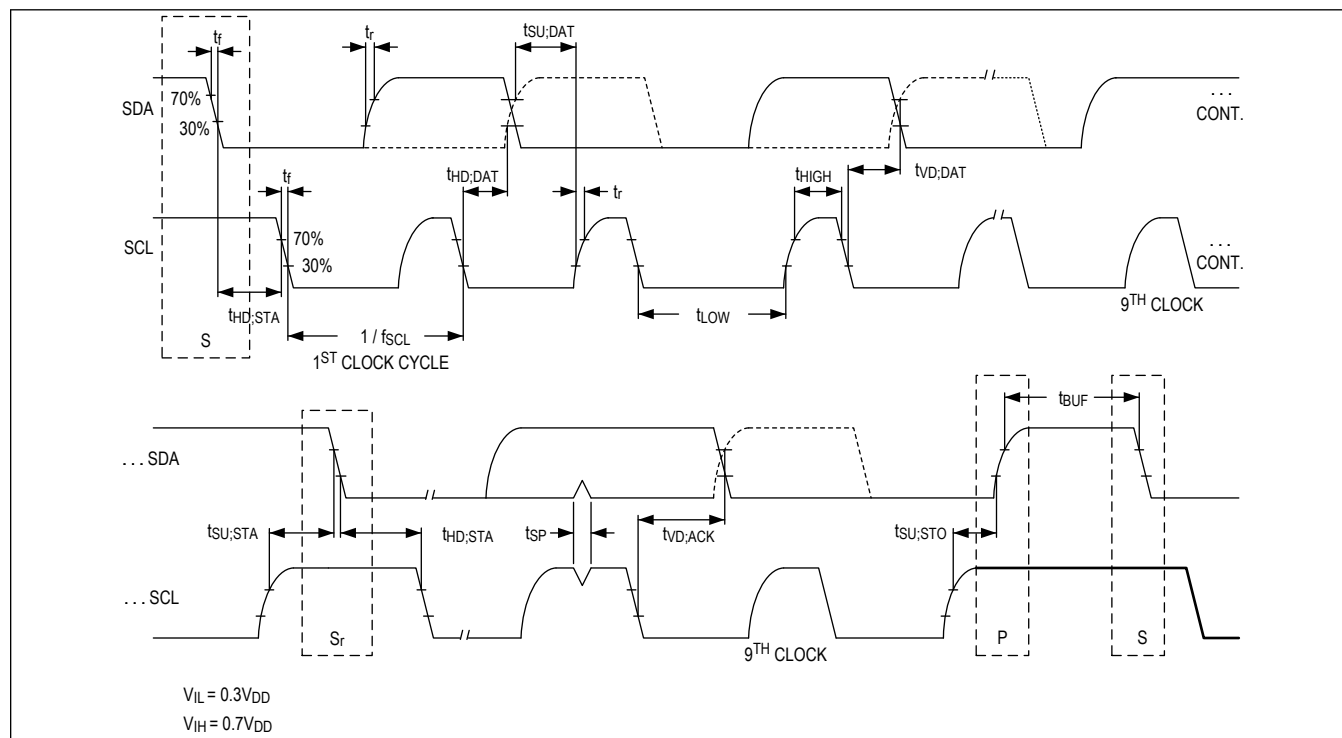 tf
tr
tSU;DAT
70%
SDA
30%
. . .
CONT.
tf
tHD;DAT
tr
tHIGH
tVD;DAT
SCL
70%
30%
. . .
CONT.
tHD;STA
tLOW
9TH CLOCK
S
1 / fSCL
1ST CLOCK CYCLE
tBUF
. . . SDA
tSU;STA
tHD;STA
tSP
tVD;ACK
tSU;STO
. . . SCL
Sr
9TH CLOCK
P
S
VIL = 0.3VDD
VIH = 0.7VDD